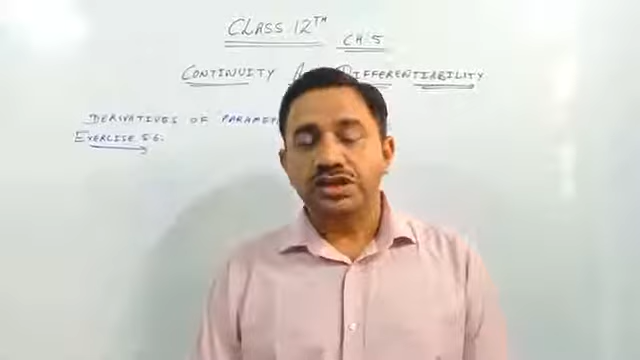 CLASS 12TH
CH. 5
CONTINUITY DIFFERENTIABILITY
DERIVATIVES OF
EXERCISE 5.6.